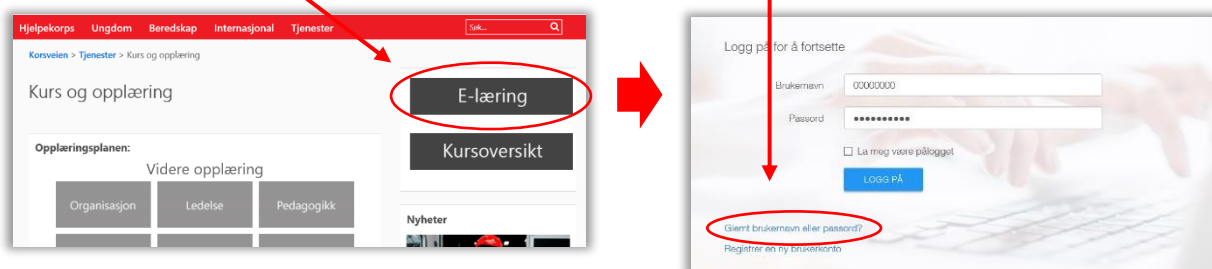 Hjelpekorps Ungdom Beredskap Internasjonal Tjenester Søk...
Korsveien > Tjenester > Kurs og opplæring
Kurs og opplæring
E-læring
Kursoversikt
Opplæringsplanen:
Videre opplæring
Organisasjon Ledelse Pedagogikk
Nyheter
Logg på for å fortsette
Brukernavn 00000000
Passord ••••••••••
La meg være pålogget
LOGG PÅ
Glemt brukernavn eller passord?
Registrer en ny brukerkonto